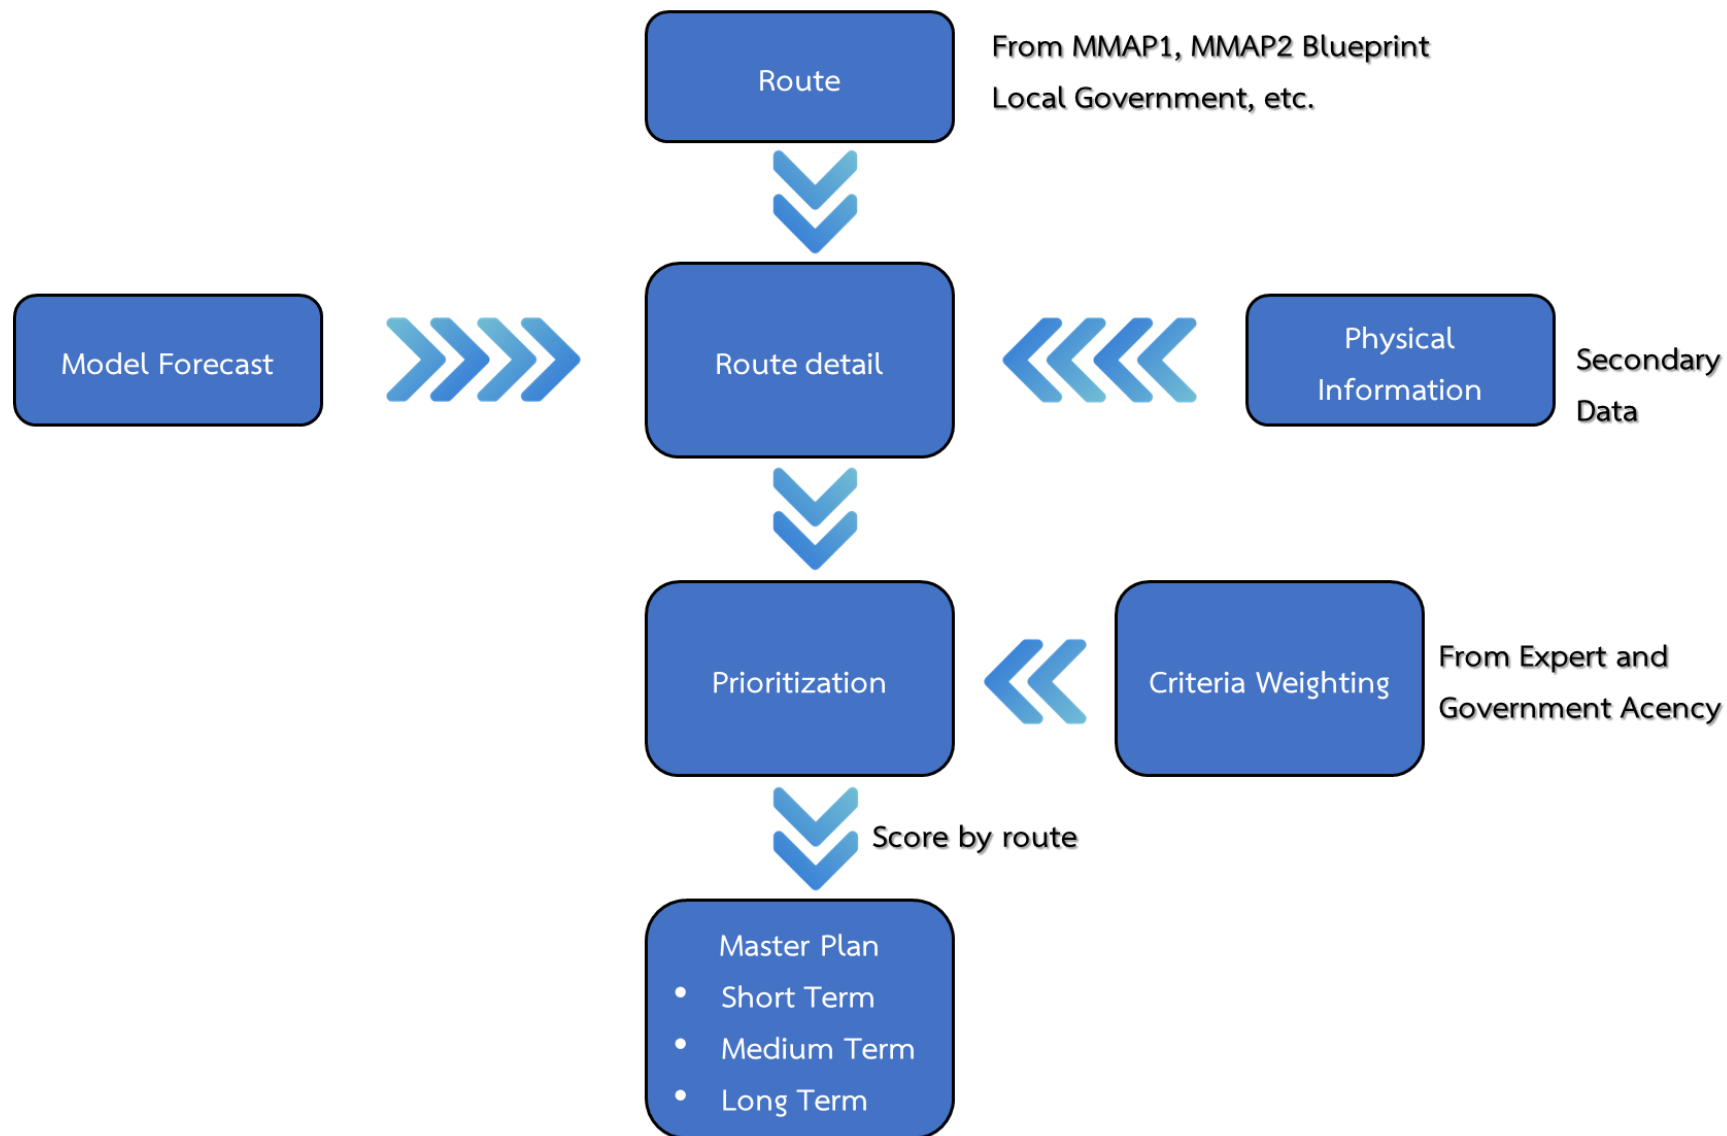 Route
From MMAP1, MMAP2 Blueprint
Local Government, etc.
Model Forecast
Route detail
Physical
Information
Secondary
Data
Prioritization
Criteria Weighting
From Expert and
Government Acency
Score by route
Master Plan
• Short Term
• Medium Term
• Long Term